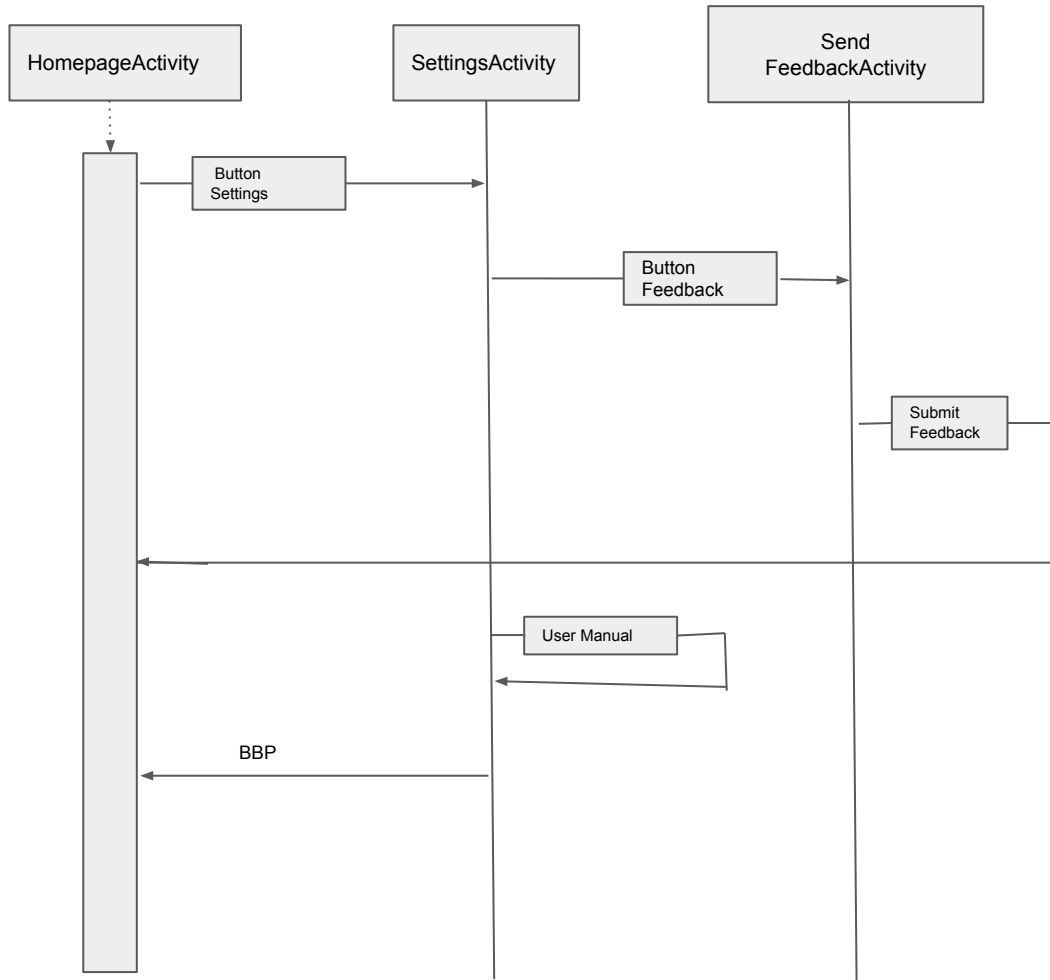 HomepageActivity
SettingsActivity
Send
FeedbackActivity
Button
Settings
Button
Feedback
Submit
Feedback
User Manual
BBP